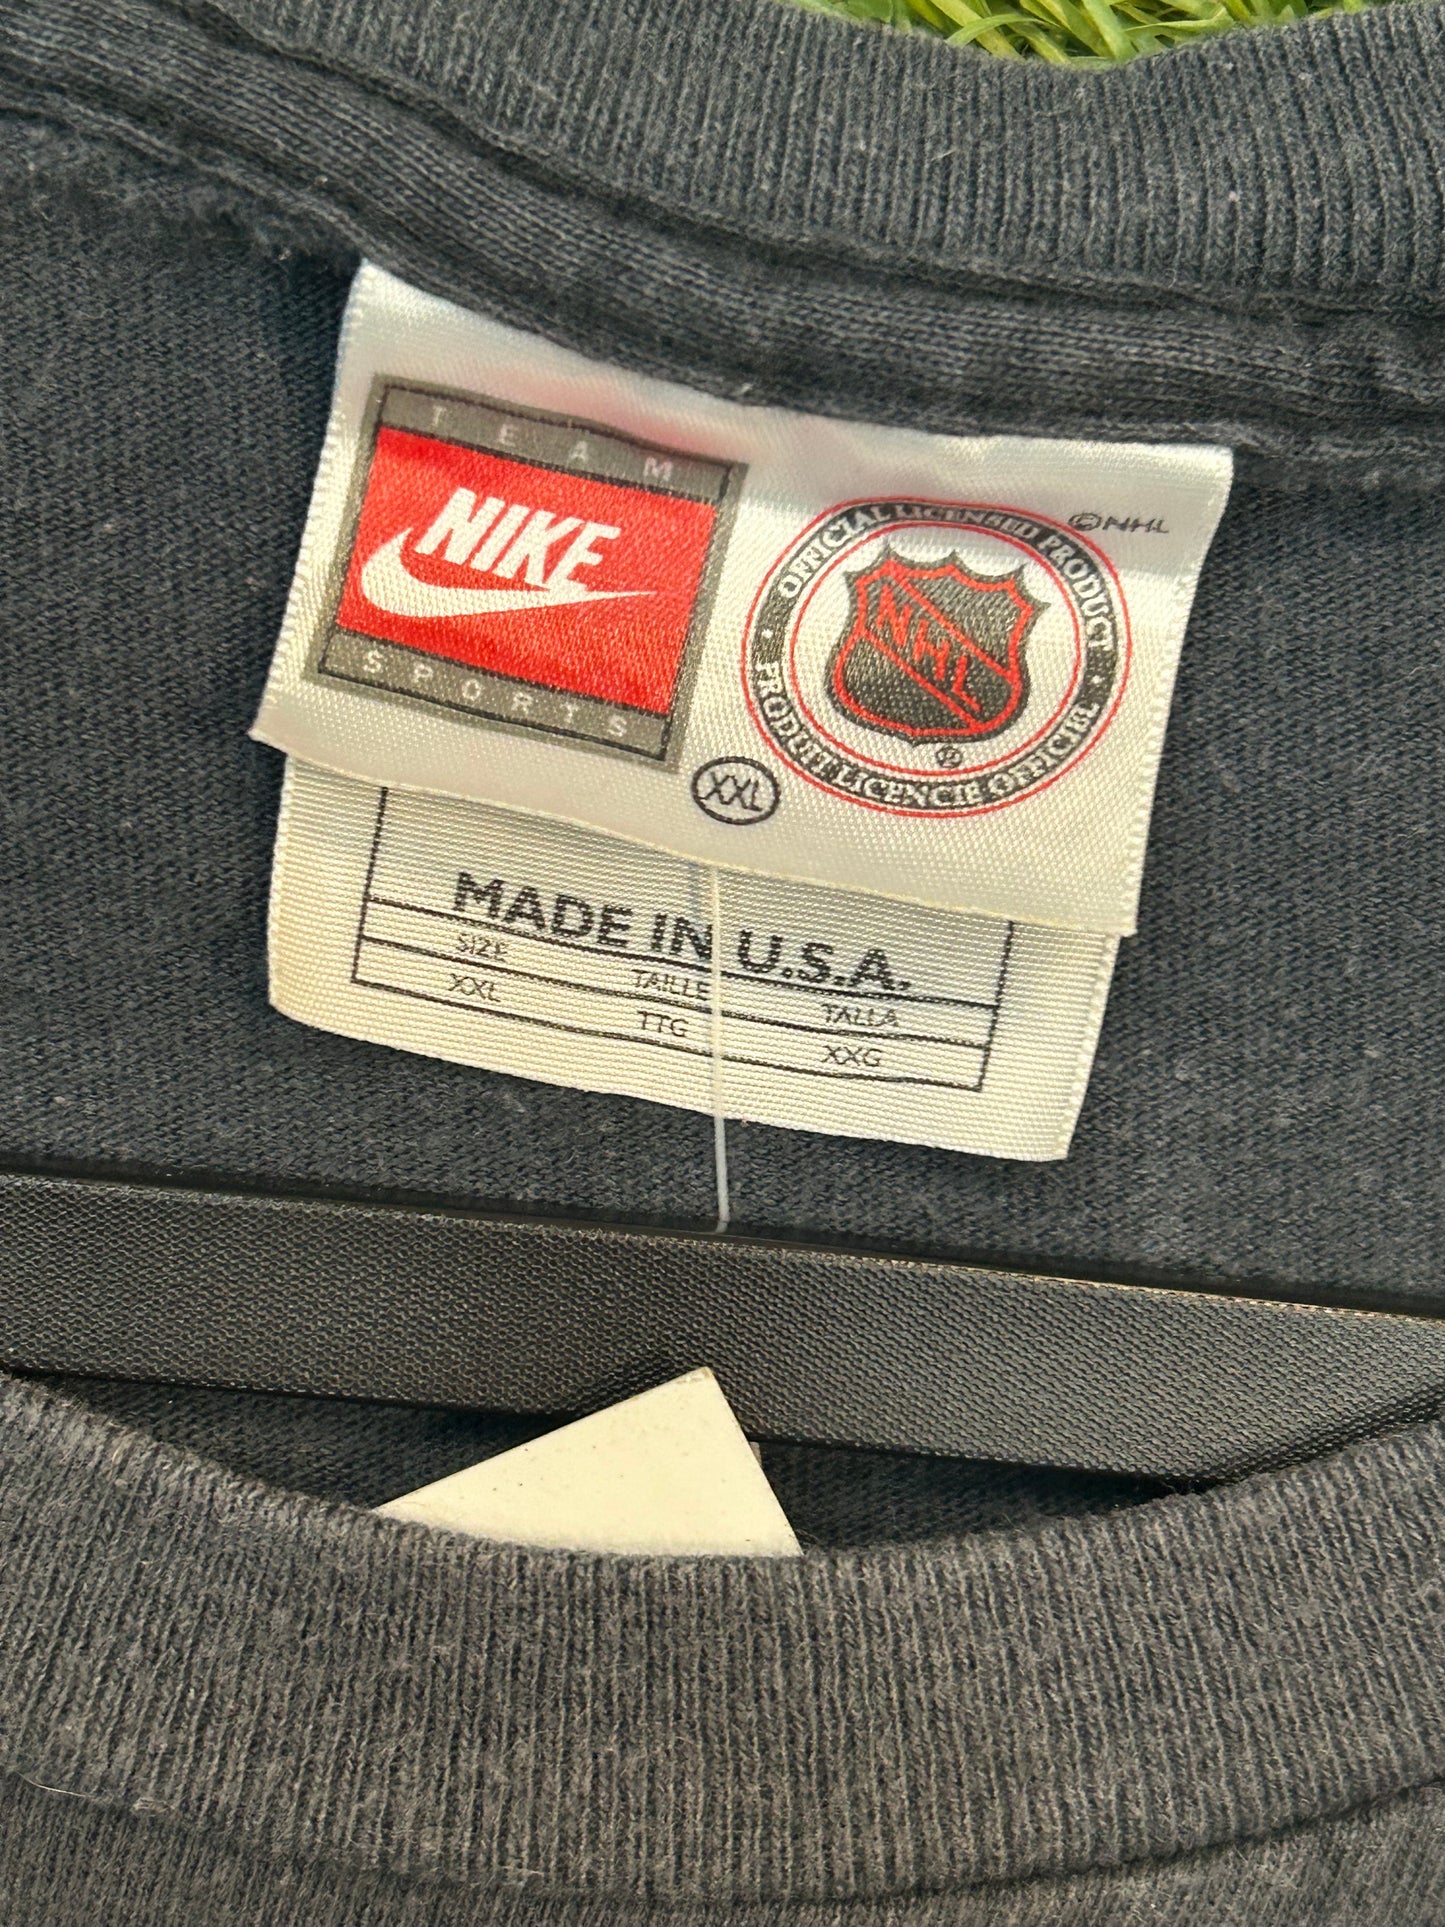 TEAM
NIKE
SPORTS
©NHL
OFFICIAL LICENSED PRODUCT
NHL
®
PRODUIT LICENCIE OFFICIEL
XXL
MADE IN U.S.A.
SIZE TAILLE TALLA
XXL TTG XXG